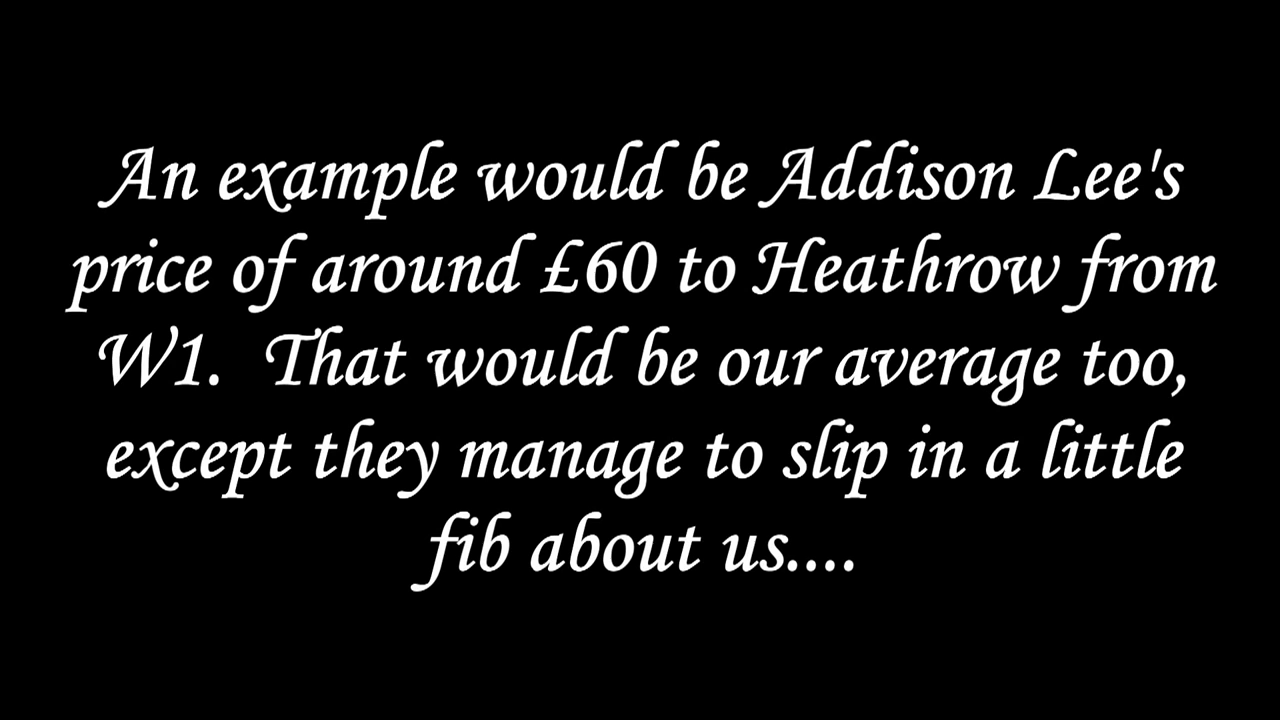 An example would be Addison Lee's
price of around £60 to Heathrow from
W1.  That would be our average too,
except they manage to slip in a little
fib about us....